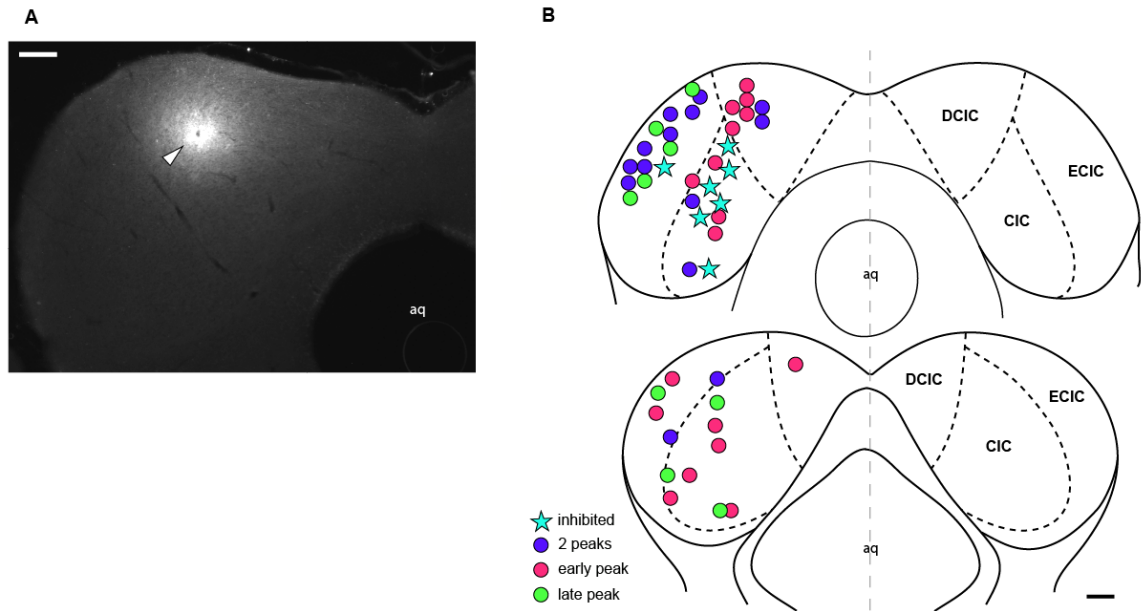 A
B
aq
DCIC
ECIC
CIC
aq
DCIC
ECIC
CIC
aq
inhibited
2 peaks
early peak
late peak